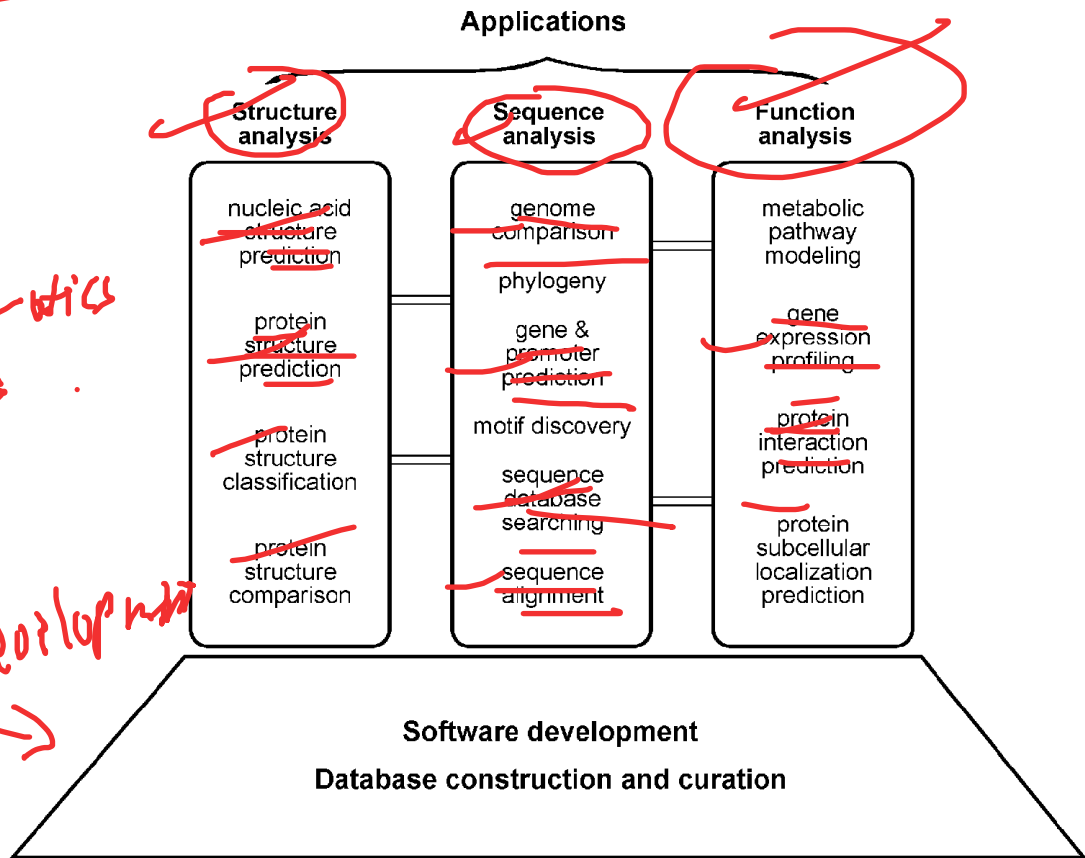 Applications
Structure
analysis
Sequence
analysis
Function
analysis
nucleic acid
structure
prediction
protein
structure
prediction
protein
structure
classification
protein
structure
comparison
genome
comparison
phylogeny
gene &
promoter
prediction
motif discovery
sequence
database
searching
sequence
alignment
metabolic
pathway
modeling
gene
expression
profiling
protein
interaction
prediction
protein
subcellular
localization
prediction
Software development
Database construction and curation